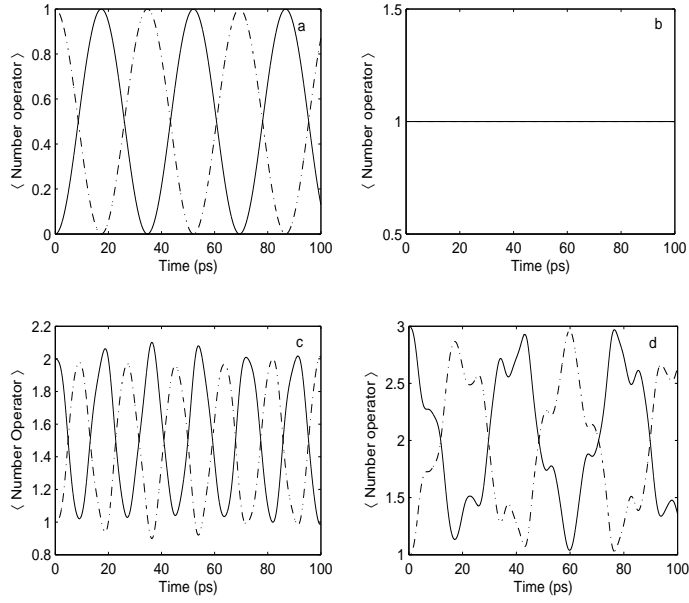 1
0.8
0.6
0.4
0.2
0
0 20 40 60 80 100
Time (ps)
⟨ Number operator ⟩
a
1.5
1
0.5
0 20 40 60 80 100
Time (ps)
⟨ Number operator ⟩
b
2.2
2
1.8
1.6
1.4
1.2
1
0.8
0 20 40 60 80 100
Time (ps)
⟨ Number Operator ⟩
c
3
2.5
2
1.5
1
0 20 40 60 80 100
Time (ps)
⟨ Number operator ⟩
d